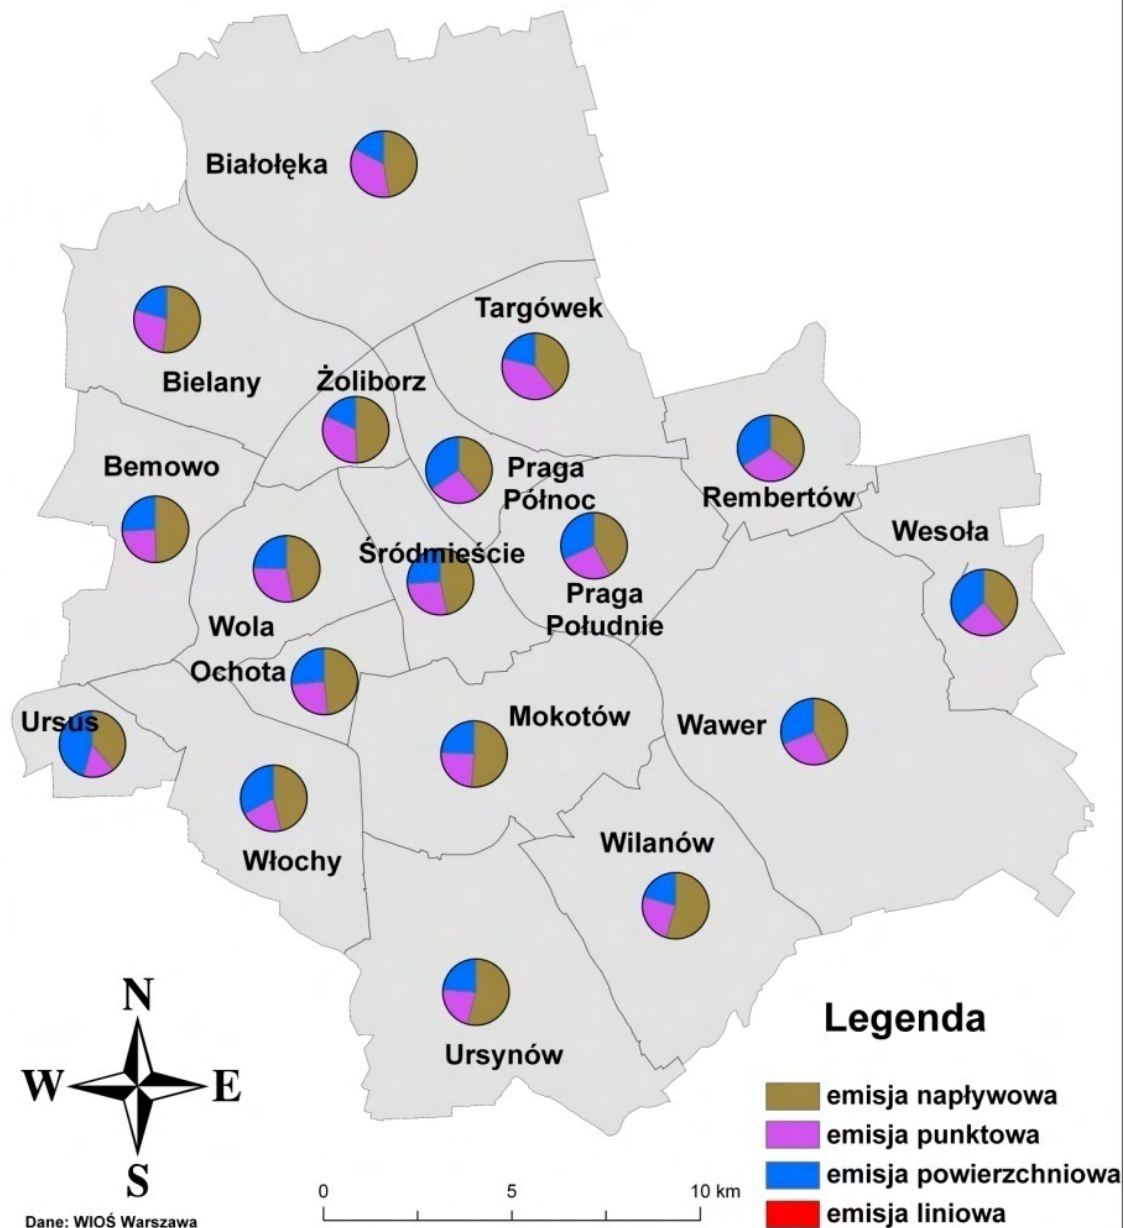 Białołęka
Targówek
Żoliborz
Bielany
Bemowo
Praga
Północ
Rembertów
Wesoła
Śródmieście
Praga
Południe
Wola
Ochota
Ursus
Mokotów
Wawer
Włochy
Wilanów
Ursynów
N
W
E
S
Legenda
emisja napływowa
emisja punktowa
emisja powierzchniowa
emisja liniowa
0 5 10 km
Dane: WIOŚ Warszawa